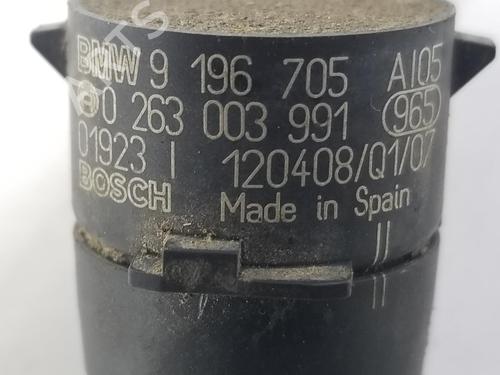 BMW 9 196 705 AI05
0 263 003 991 965
01923 I 120408/Q1/07
BOSCH Made in Spain